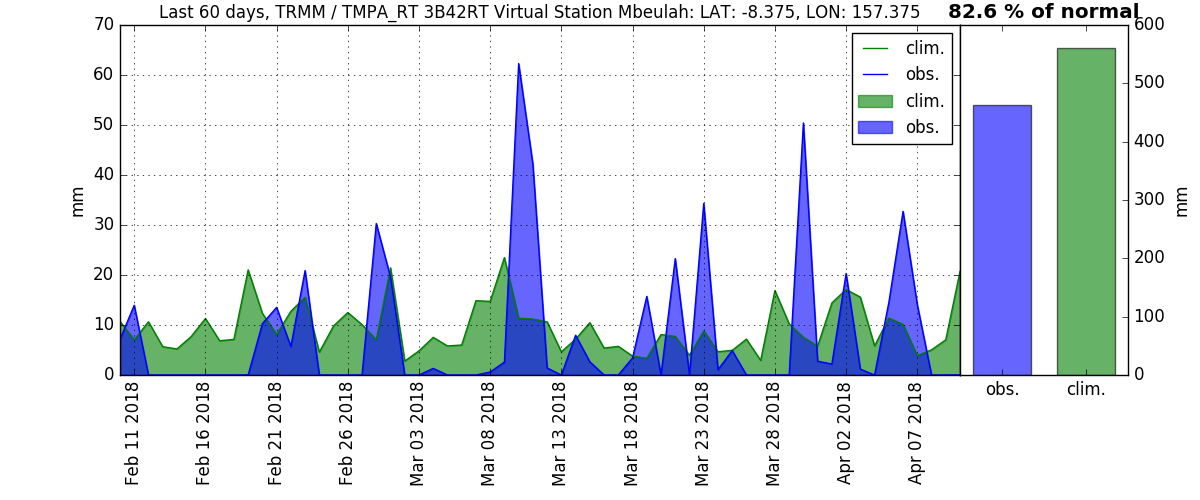 Last 60 days, TRMM / TMPA_RT 3B42RT Virtual Station Mbeulah: LAT: -8.375, LON: 157.375
82.6 % of normal
70
60
50
40
30
20
10
0
mm
clim.
obs.
clim.
obs.
Feb 11 2018
Feb 16 2018
Feb 21 2018
Feb 26 2018
Mar 03 2018
Mar 08 2018
Mar 13 2018
Mar 18 2018
Mar 23 2018
Mar 28 2018
Apr 02 2018
Apr 07 2018
600
500
400
300
200
100
0
mm
obs.
clim.